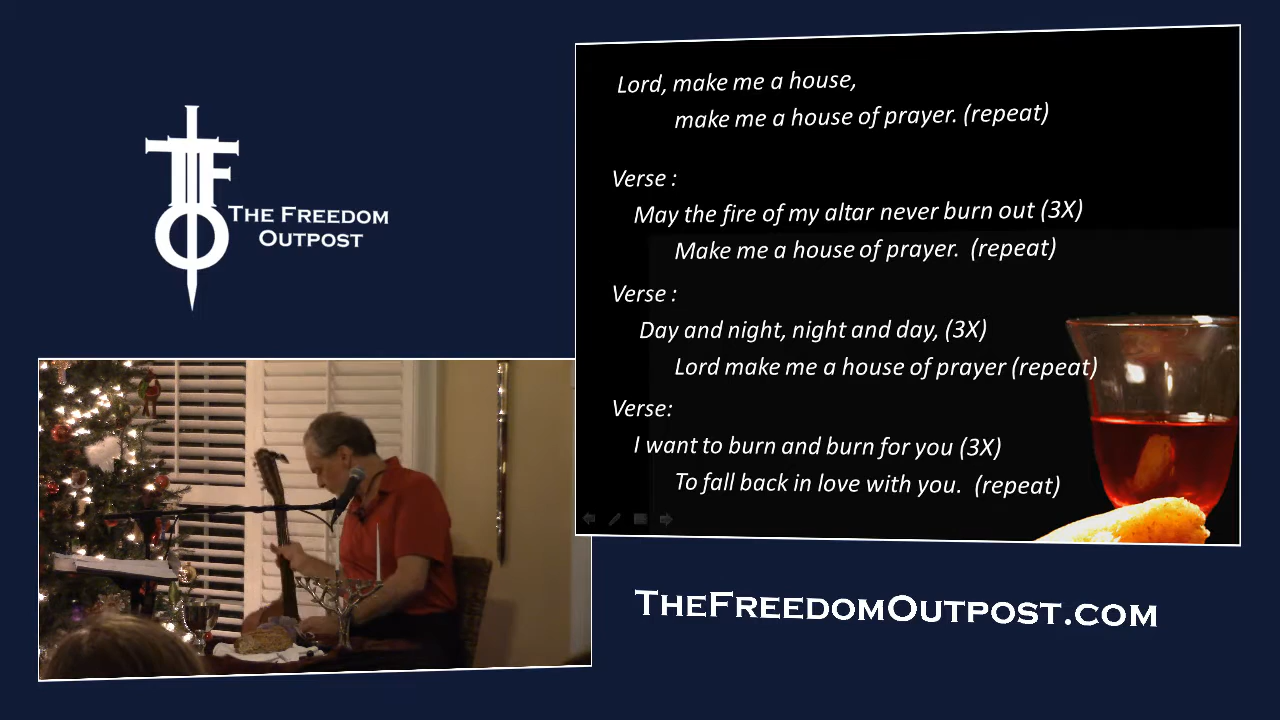 THE FREEDOM
OUTPOST
Lord, make me a house,
make me a house of prayer. (repeat)
Verse :
May the fire of my altar never burn out (3X)
Make me a house of prayer. (repeat)
Verse :
Day and night, night and day, (3X)
Lord make me a house of prayer (repeat)
Verse:
I want to burn and burn for you (3X)
To fall back in love with you. (repeat)
THEFREEDOMOUTPOST.COM